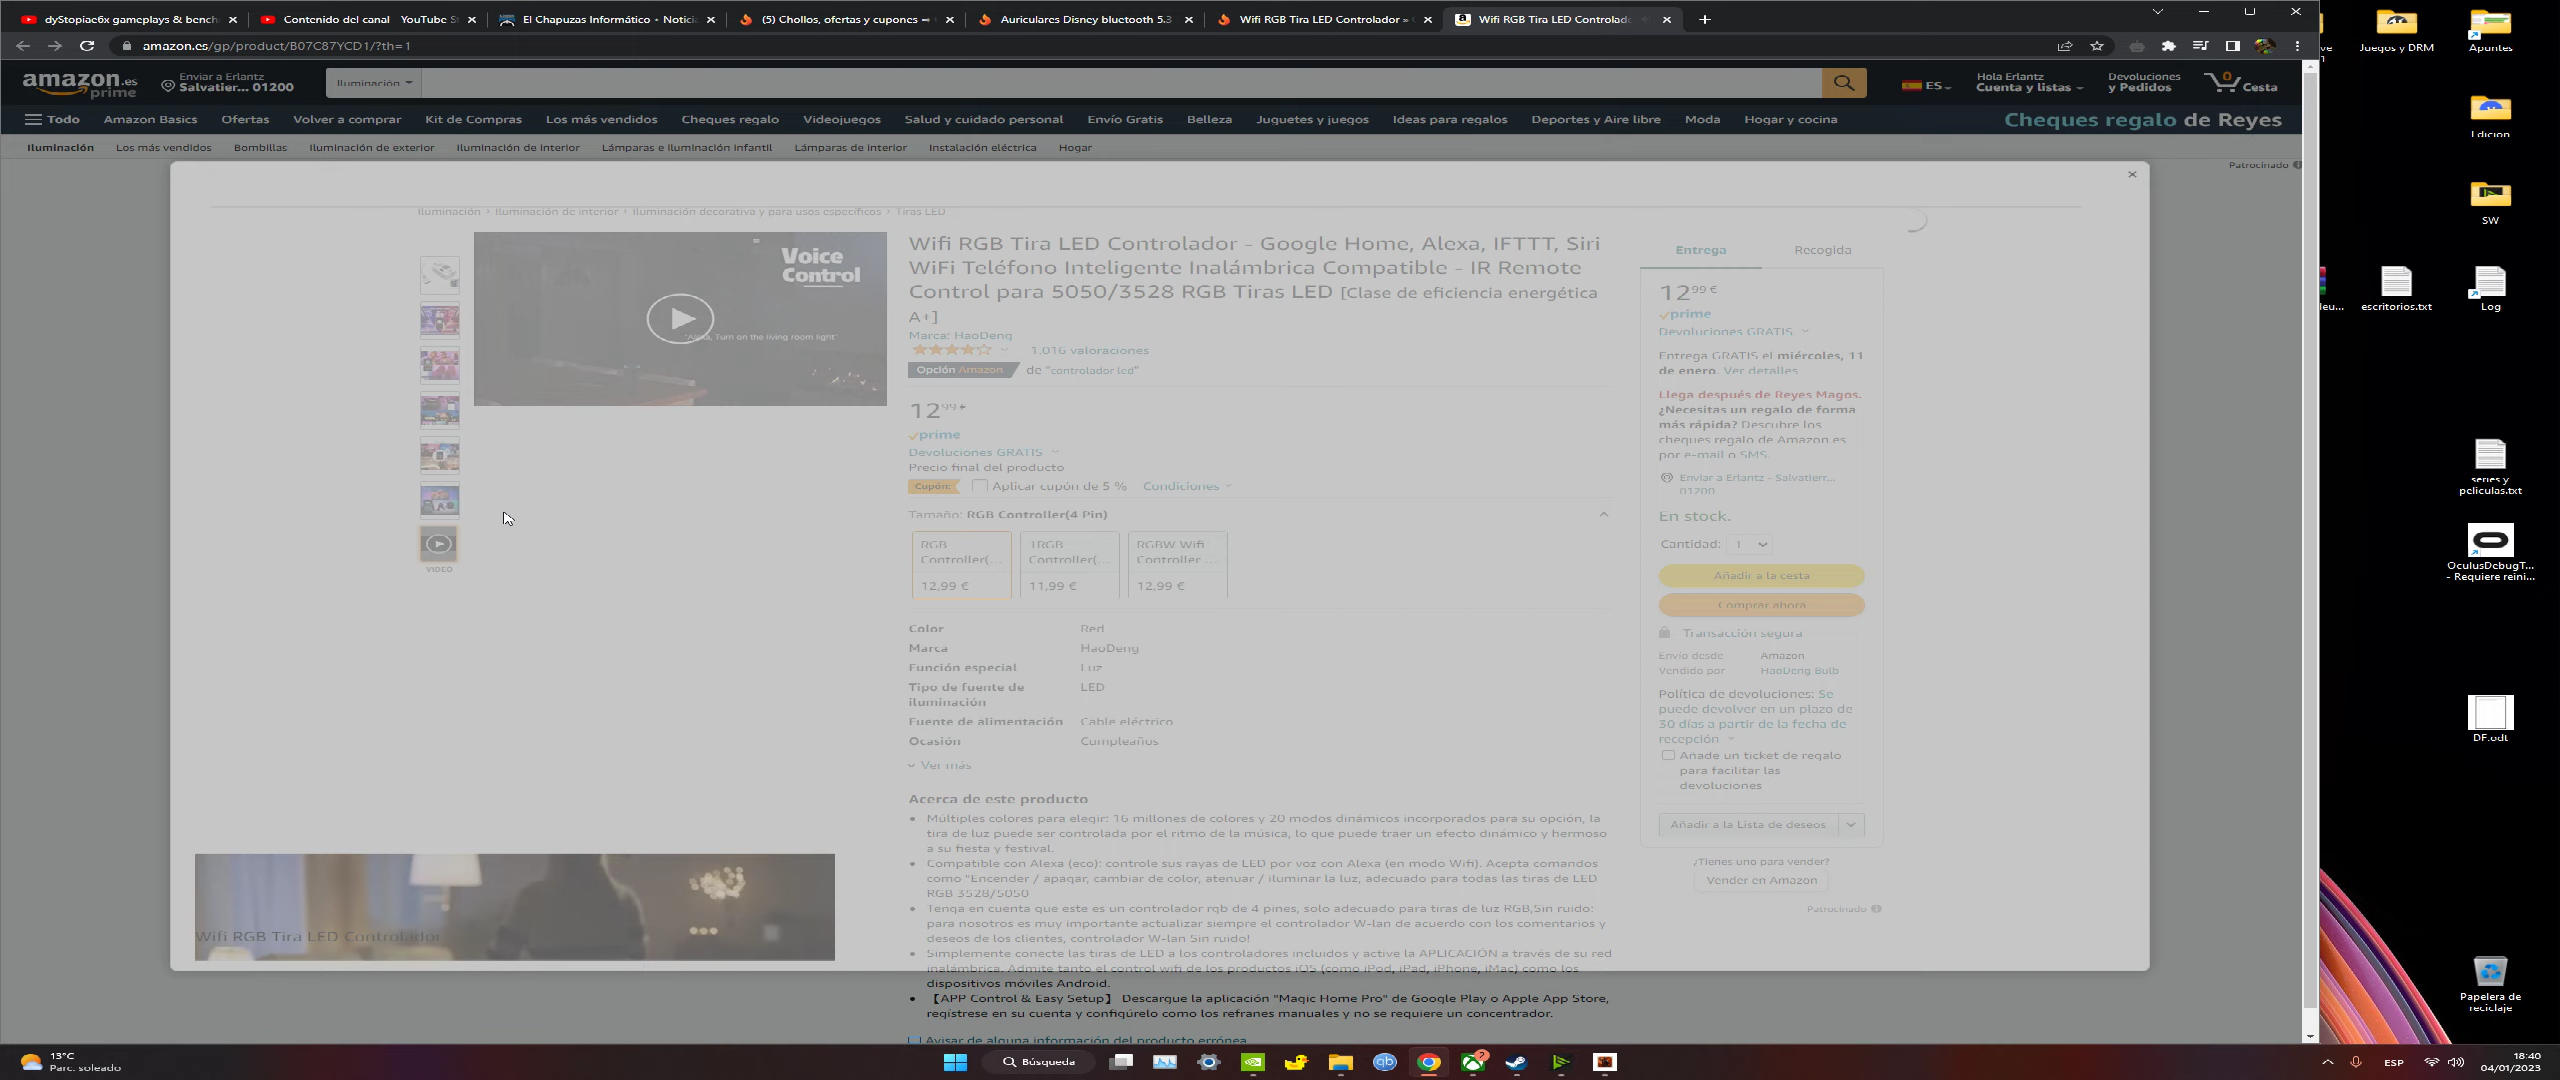 dyStopiae6x gameplays & bench
Contenido del canal - YouTube S
El Chapuzas Informático • Notici
(5) Chollos, ofertas y cupones ⇒
Auriculares Disney bluetooth 5.3
Wifi RGB Tira LED Controlador »
Wifi RGB Tira LED Controlado
amazon.es/gp/product/B07C87YCD1/?th=1
amazon.es
prime
Enviar a Erlantz
Salvatier... 01200
Iluminación
ES
Hola Erlantz
Cuenta y listas
Devoluciones
y Pedidos
0
Cesta
Todo Amazon Basics Ofertas Volver a comprar Kit de Compras Los más vendidos Cheques regalo Videojuegos Salud y cuidado personal Envío Gratis Belleza Juguetes y juegos Ideas para regalos Deportes y Aire libre Moda Hogar y cocina
Cheques regalo de Reyes
Iluminación Los más vendidos Bombillas Iluminación de exterior Iluminación de interior Lámparas e iluminación infantil Lámparas de interior Instalación eléctrica Hogar
Patrocinado
Iluminación › Iluminación de interior › Iluminación decorativa y para usos específicos › Tiras LED
Voice
Control
"Alexa, Turn on the living room light"
VIDEO
Wifi RGB Tira LED Controlador - Google Home, Alexa, IFTTT, Siri
WiFi Teléfono Inteligente Inalámbrica Compatible - IR Remote
Control para 5050/3528 RGB Tiras LED [Clase de eficiencia energética
A+]
Marca: HaoDeng
1.016 valoraciones
Opción Amazon de "controlador led"
12⁹⁹ €
prime
Devoluciones GRATIS
Precio final del producto
Cupón: Aplicar cupón de 5 % Condiciones
Tamaño: RGB Controller(4 Pin)
RGB
Controller(...
12,99 €
1RGB
Controller(...
11,99 €
RGBW Wifi
Controller ...
12,99 €
Color Red
Marca HaoDeng
Función especial Luz
Tipo de fuente de
iluminación
LED
Fuente de alimentación Cable eléctrico
Ocasión Cumpleaños
Ver más
Acerca de este producto
• Múltiples colores para elegir: 16 millones de colores y 20 modos dinámicos incorporados para su opción, la
tira de luz puede ser controlada por el ritmo de la música, lo que puede traer un efecto dinámico y hermoso
a su fiesta y festival.
• Compatible con Alexa (eco): controle sus rayas de LED por voz con Alexa (en modo Wifi). Acepta comandos
como "Encender / apagar, cambiar de color, atenuar / iluminar la luz, adecuado para todas las tiras de LED
RGB 3528/5050
• Tenga en cuenta que este es un controlador rgb de 4 pines, solo adecuado para tiras de luz RGB,Sin ruido:
para nosotros es muy importante actualizar siempre el controlador W-lan de acuerdo con los comentarios y
deseos de los clientes, controlador W-lan Sin ruido!
• Simplemente conecte las tiras de LED a los controladores incluidos y active la APLICACIÓN a través de su red
inalámbrica. Admite tanto el control wifi de los productos iOS (como iPod, iPad, iPhone, iMac) como los
dispositivos móviles Android.
• 【APP Control & Easy Setup】 Descargue la aplicación "Magic Home Pro" de Google Play o Apple App Store,
regístrese en su cuenta y configúrelo como los refranes manuales y no se requiere un concentrador.
Avisar de alguna información del producto errónea
Wifi RGB Tira LED Controlador
Entrega Recogida
12⁹⁹ €
prime
Devoluciones GRATIS
Entrega GRATIS el miércoles, 11
de enero. Ver detalles
Llega después de Reyes Magos.
¿Necesitas un regalo de forma
más rápida? Descubre los
cheques regalo de Amazon.es
por e-mail o SMS.
Enviar a Erlantz - Salvatierr...
01200
En stock.
Cantidad: 1
Añadir a la cesta
Comprar ahora
Transacción segura
Envío desde Amazon
Vendido por HaoDeng Bulb
Política de devoluciones: Se
puede devolver en un plazo de
30 días a partir de la fecha de
recepción
Añade un ticket de regalo
para facilitar las
devoluciones
Añadir a la Lista de deseos
¿Tienes uno para vender?
Vender en Amazon
Patrocinado
Juegos y DRM
Apuntes
Edicion
SW
escritorios.txt
Log
series y
peliculas.txt
OculusDebugT...
- Requiere reini...
DF.odt
Papelera de
reciclaje
13°C
Parc. soleado
Búsqueda
2
ESP
18:40
04/01/2023